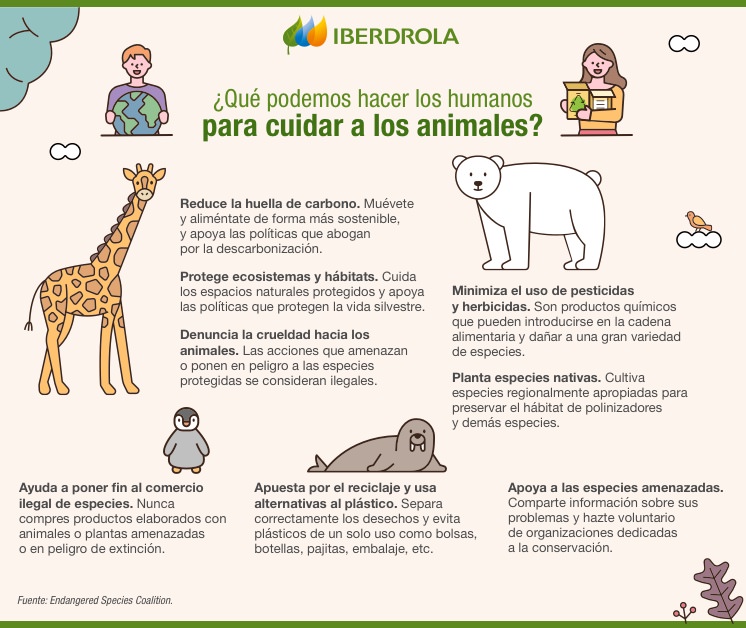 IBERDROLA
¿Qué podemos hacer los humanos
para cuidar a los animales?
Reduce la huella de carbono. Muévete
y aliméntate de forma más sostenible,
y apoya las políticas que abogan
por la descarbonización.
Protege ecosistemas y hábitats. Cuida
los espacios naturales protegidos y apoya
las políticas que protegen la vida silvestre.
Denuncia la crueldad hacia los
animales. Las acciones que amenazan
o ponen en peligro a las especies
protegidas se consideran ilegales.
Minimiza el uso de pesticidas
y herbicidas. Son productos químicos
que pueden introducirse en la cadena
alimentaria y dañar a una gran variedad
de especies.
Planta especies nativas. Cultiva
especies regionalmente apropiadas para
preservar el hábitat de polinizadores
y demás especies.
Ayuda a poner fin al comercio
ilegal de especies. Nunca
compres productos elaborados con
animales o plantas amenazadas
o en peligro de extinción.
Apuesta por el reciclaje y usa
alternativas al plástico. Separa
correctamente los desechos y evita
plásticos de un solo uso como bolsas,
botellas, pajitas, embalaje, etc.
Apoya a las especies amenazadas.
Comparte información sobre sus
problemas y hazte voluntario
de organizaciones dedicadas
a la conservación.
Fuente: Endangered Species Coalition.